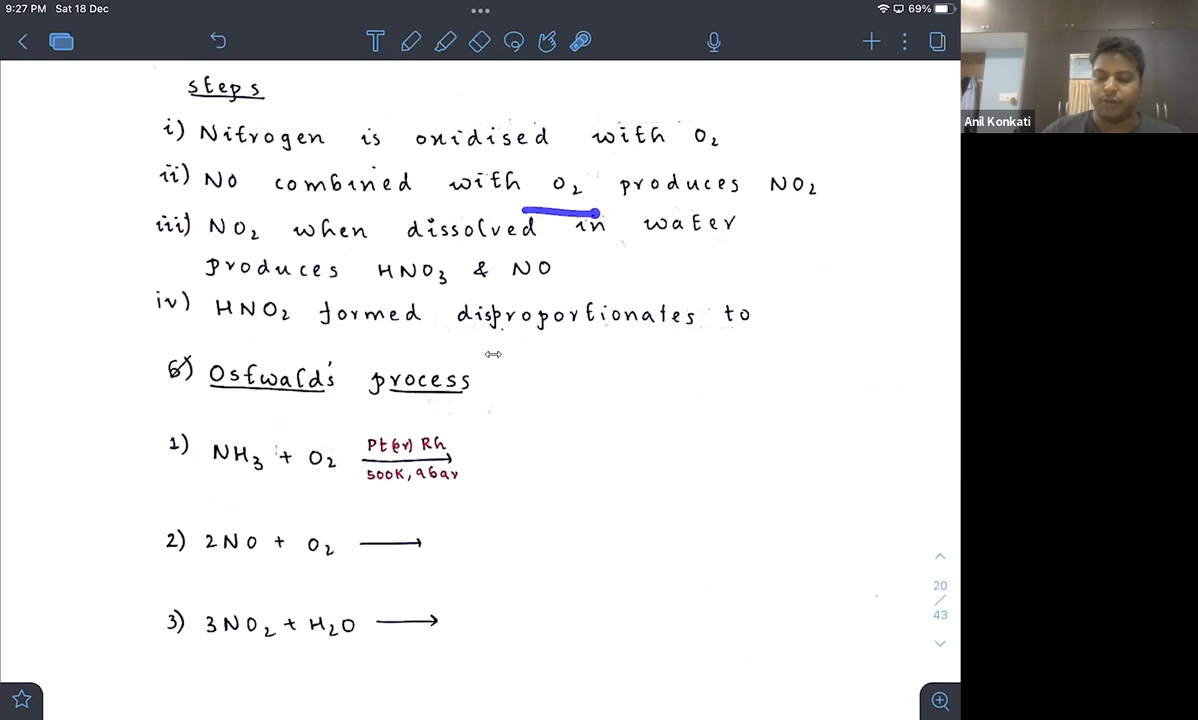 9:27 PM Sat 18 Dec
69%
steps
i) Nitrogen is oxidised with O₂
ii) NO combined with O₂ produces NO₂
iii) NO₂ when dissolved in water
produces HNO₃ & NO
iv) HNO₂ formed disproportionates to
6) Ostwald's process
1) NH₃ + O₂ Pt (or) Rh
500K, 9 bar
2) 2NO + O₂ ⟶
3) 3NO₂ + H₂O ⟶
20
/
43
Anil Konkati